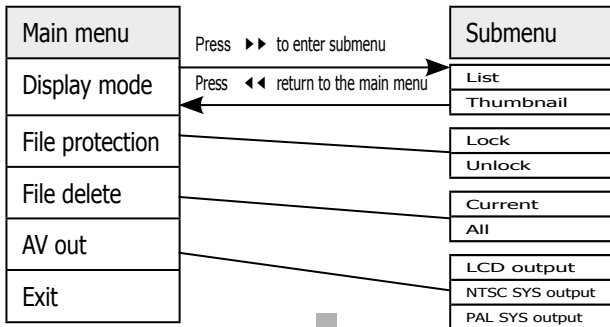 Main menu
Display mode
File protection
File delete
AV out
Exit
Press ▶▶ to enter submenu
Press ◀◀ return to the main menu
Submenu
List
Thumbnail
Lock
Unlock
Current
All
LCD output
NTSC SYS output
PAL SYS output